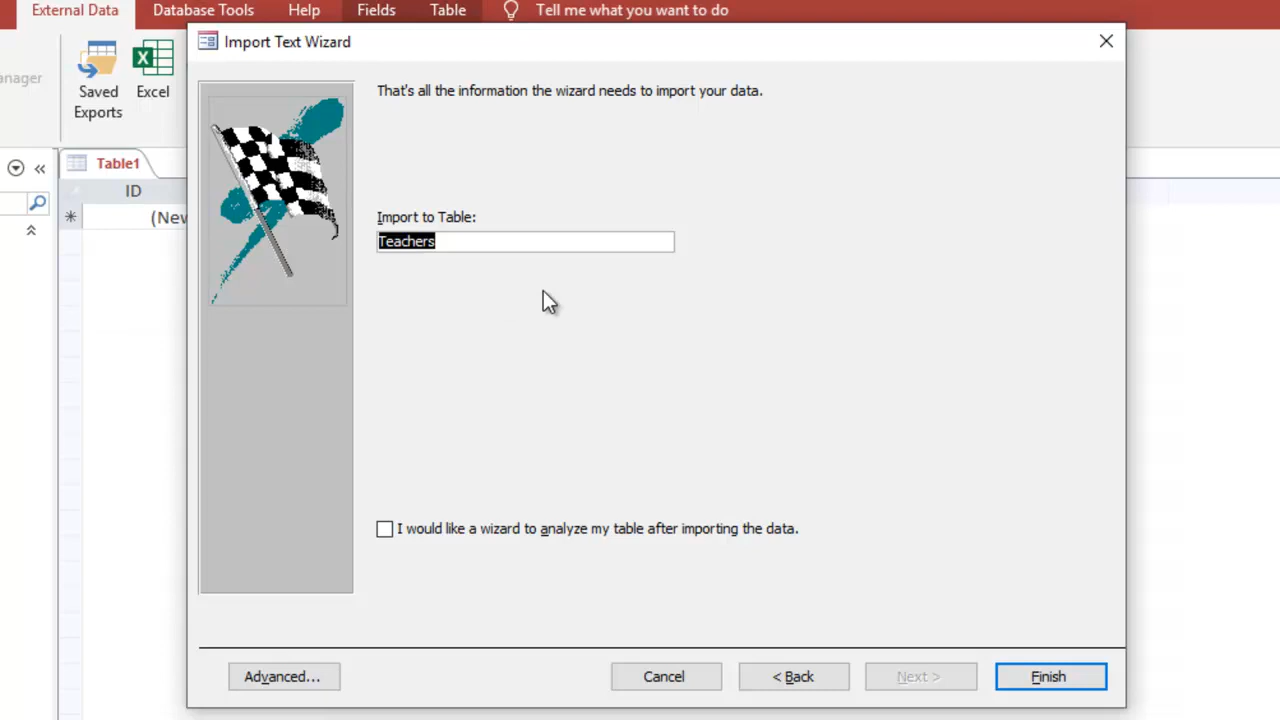 External Data Database Tools Help Fields Table Tell me what you want to do
Import Text Wizard
anager
Saved Exports
Excel
That's all the information the wizard needs to import your data.
Table1
ID
(New
Import to Table:
Teachers
I would like a wizard to analyze my table after importing the data.
Advanced... Cancel < Back Next > Finish